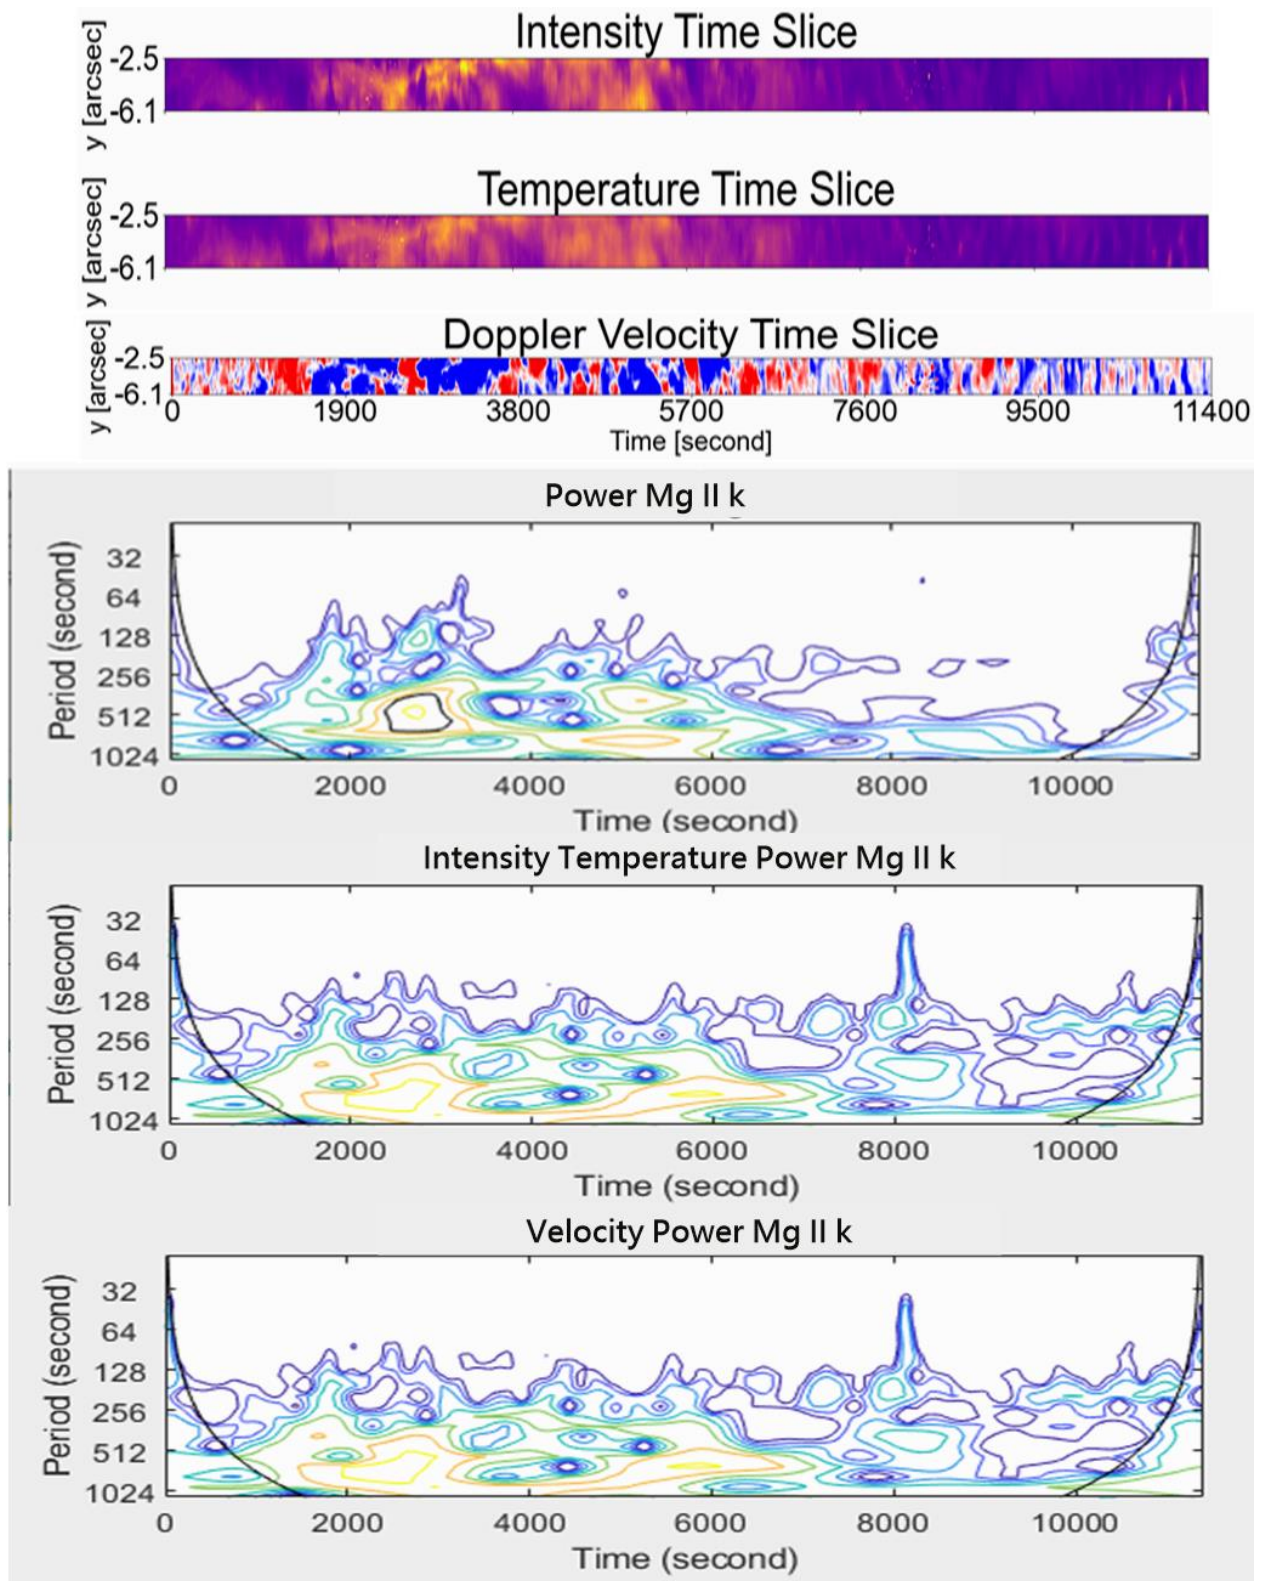 Intensity Time Slice
y [arcsec]
-2.5
-6.1
Temperature Time Slice
y [arcsec]
-2.5
-6.1
Doppler Velocity Time Slice
y [arcsec]
-2.5
-6.1
0 1900 3800 5700 7600 9500 11400
Time [second]
Power Mg II k
Period (second)
32
64
128
256
512
1024
0 2000 4000 6000 8000 10000
Time (second)
Intensity Temperature Power Mg II k
Period (second)
32
64
128
256
512
1024
0 2000 4000 6000 8000 10000
Time (second)
Velocity Power Mg II k
Period (second)
32
64
128
256
512
1024
0 2000 4000 6000 8000 10000
Time (second)